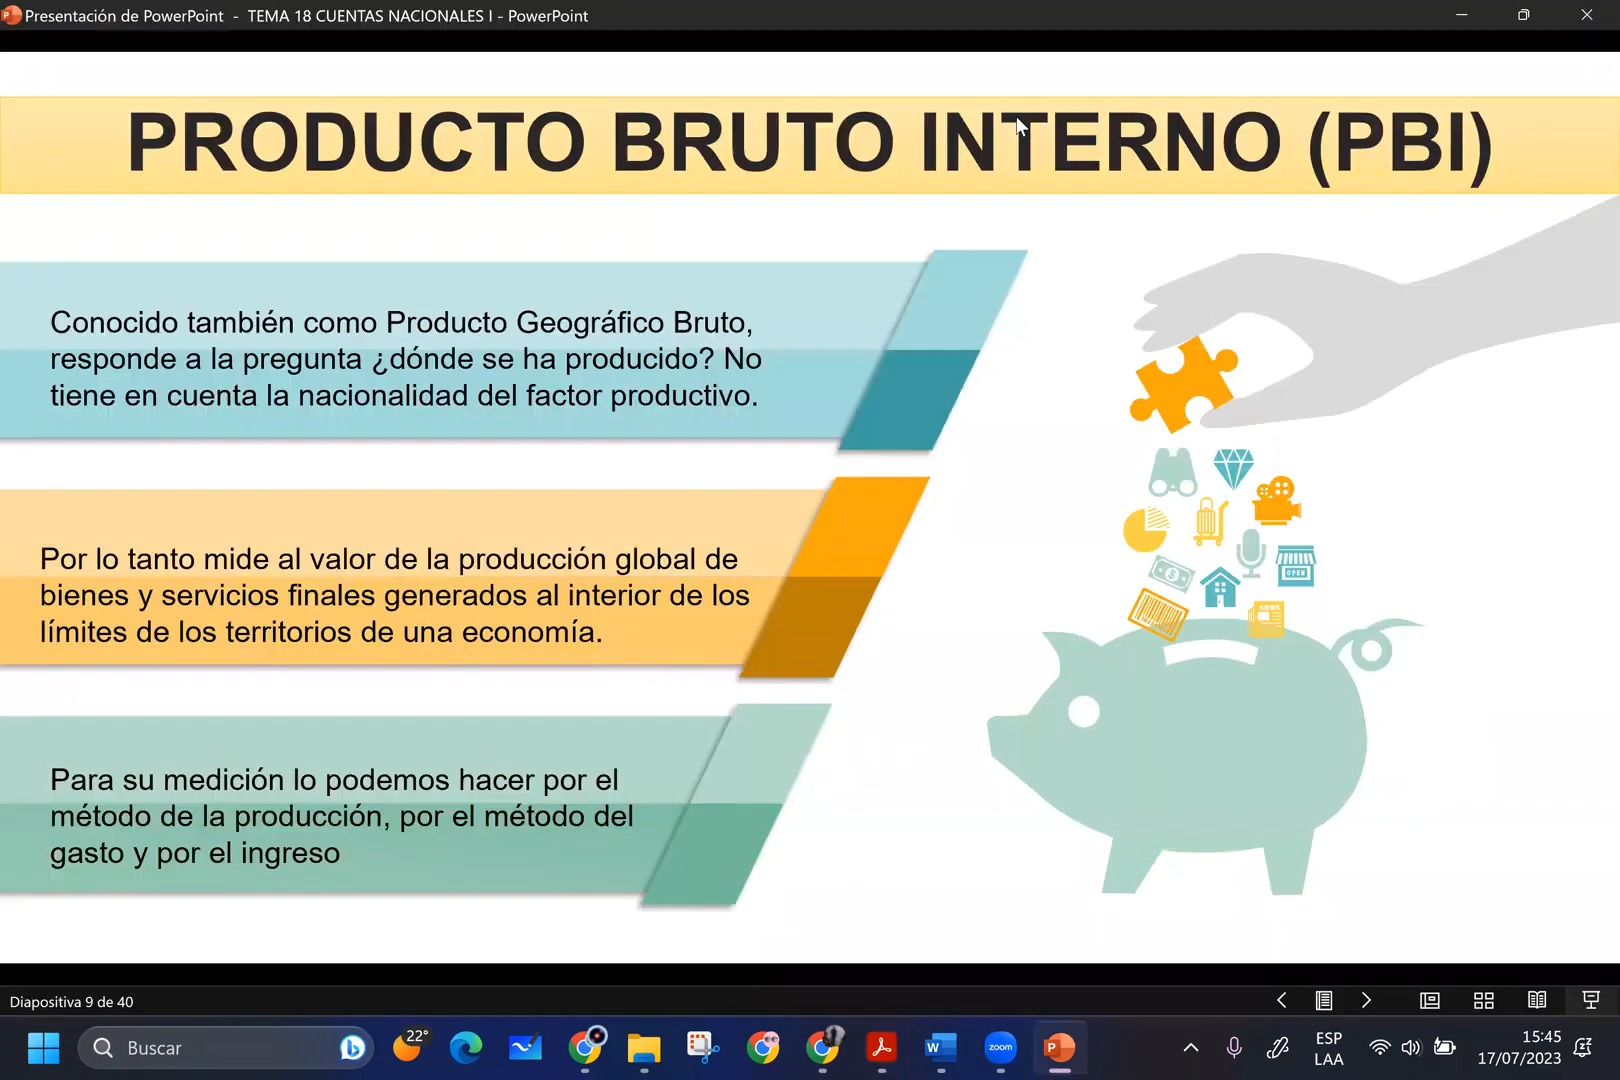 Presentación de PowerPoint - TEMA 18 CUENTAS NACIONALES I - PowerPoint
PRODUCTO BRUTO INTERNO (PBI)
Conocido también como Producto Geográfico Bruto,
responde a la pregunta ¿dónde se ha producido? No
tiene en cuenta la nacionalidad del factor productivo.
Por lo tanto mide al valor de la producción global de
bienes y servicios finales generados al interior de los
límites de los territorios de una economía.
Para su medición lo podemos hacer por el
método de la producción, por el método del
gasto y por el ingreso
OPEN
NEWS
Diapositiva 9 de 40
Buscar
22°
zoom
ESP
LAA
15:45
17/07/2023